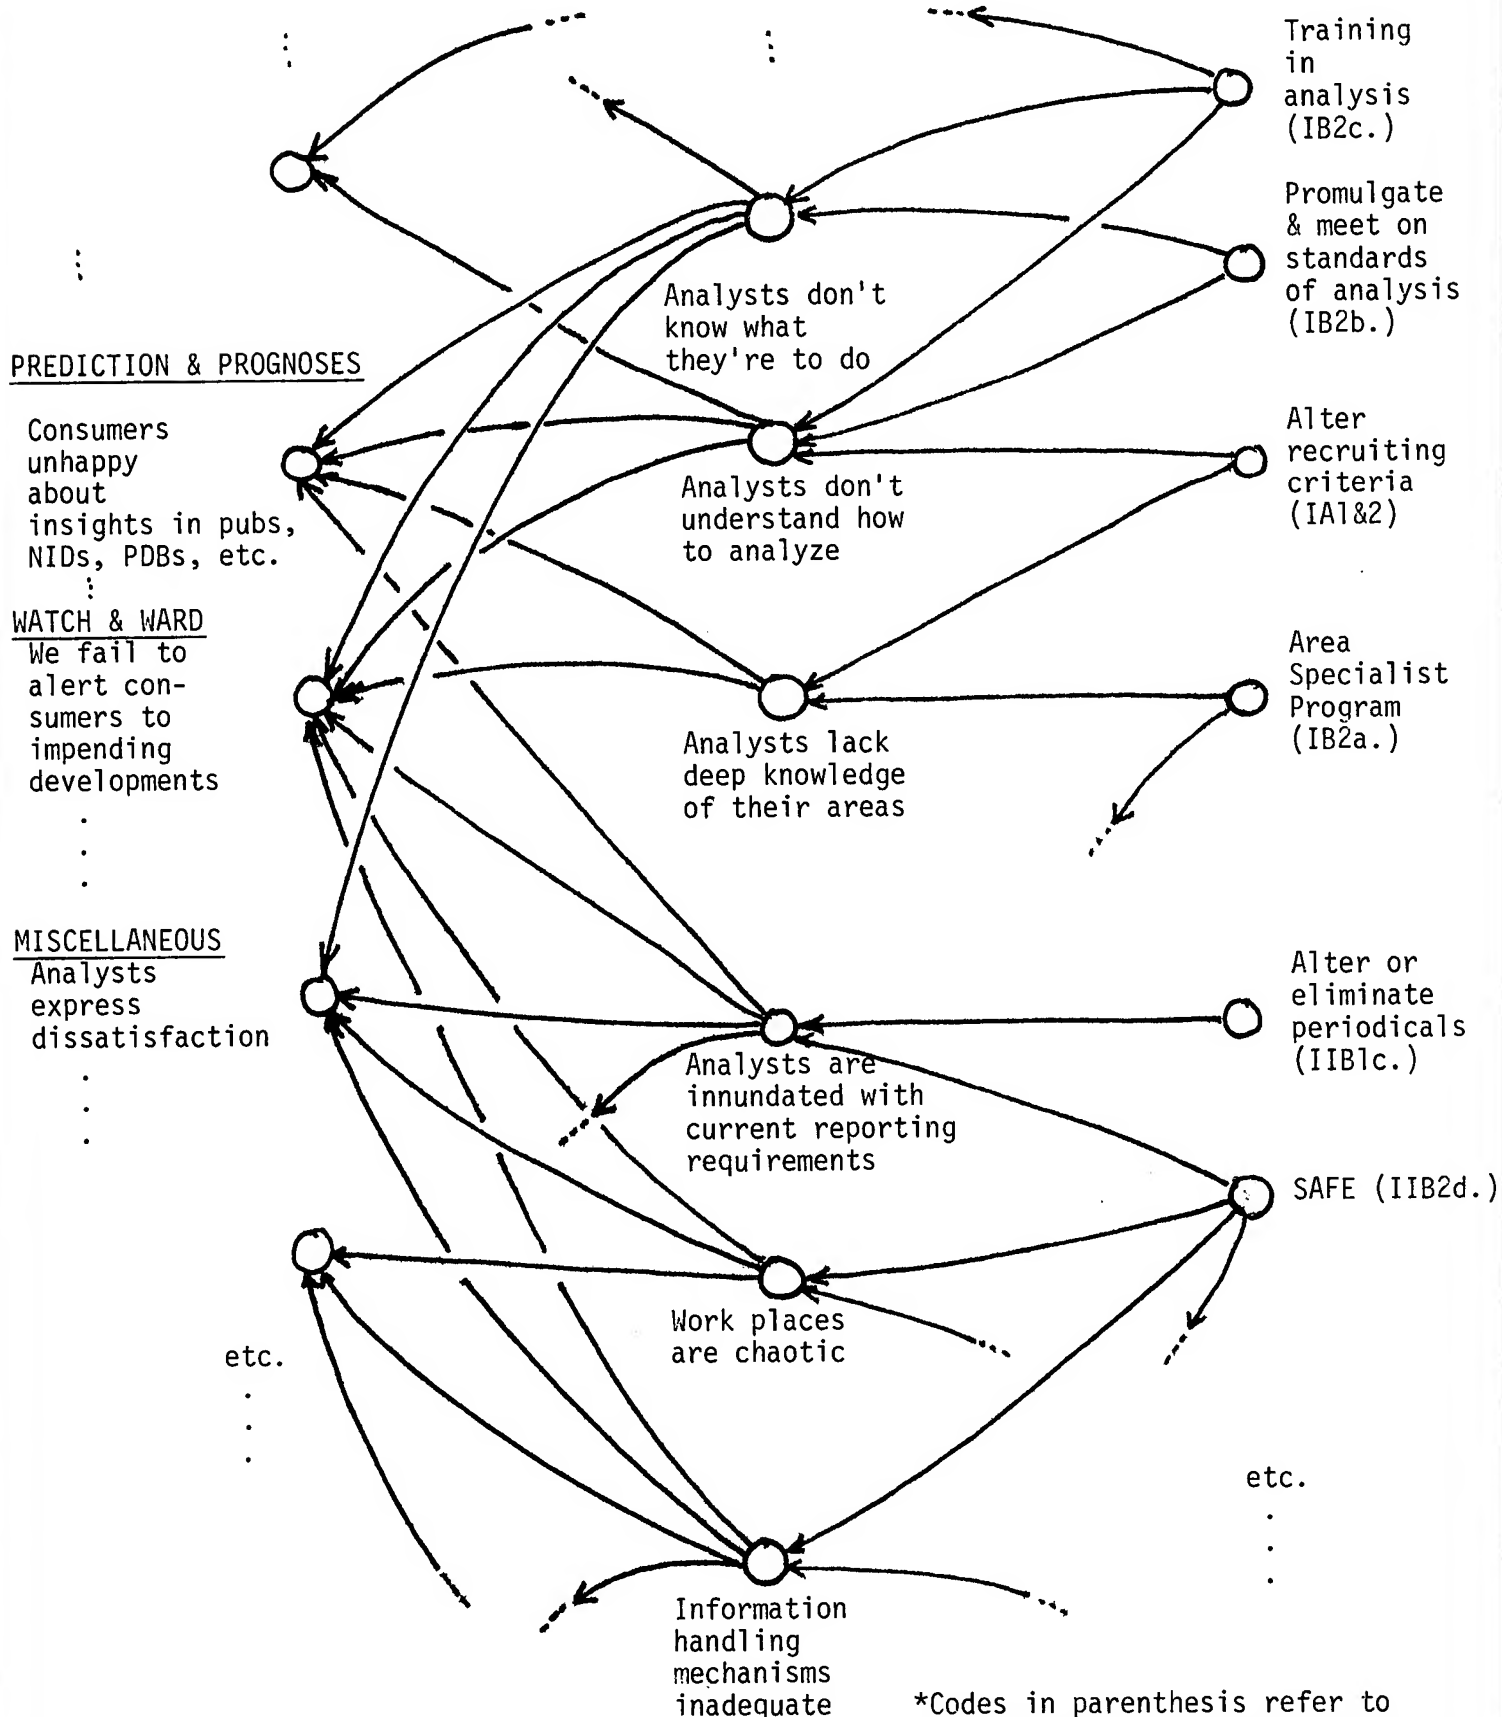 PREDICTION & PROGNOSES
Consumers
unhappy
about
insights in pubs,
NIDs, PDBs, etc.
WATCH & WARD
We fail to
alert con-
sumers to
impending
developments
MISCELLANEOUS
Analysts
express
dissatisfaction
etc.
Analysts don't
know what
they're to do
Analysts don't
understand how
to analyze
Analysts lack
deep knowledge
of their areas
Analysts are
innundated with
current reporting
requirements
Work places
are chaotic
Information
handling
mechanisms
inadequate
Training
in
analysis
(IB2c.)
Promulgate
& meet on
standards
of analysis
(IB2b.)
Alter
recruiting
criteria
(IA1&2)
Area
Specialist
Program
(IB2a.)
Alter or
eliminate
periodicals
(IIB1c.)
SAFE (IIB2d.)
etc.
*Codes in parenthesis refer to